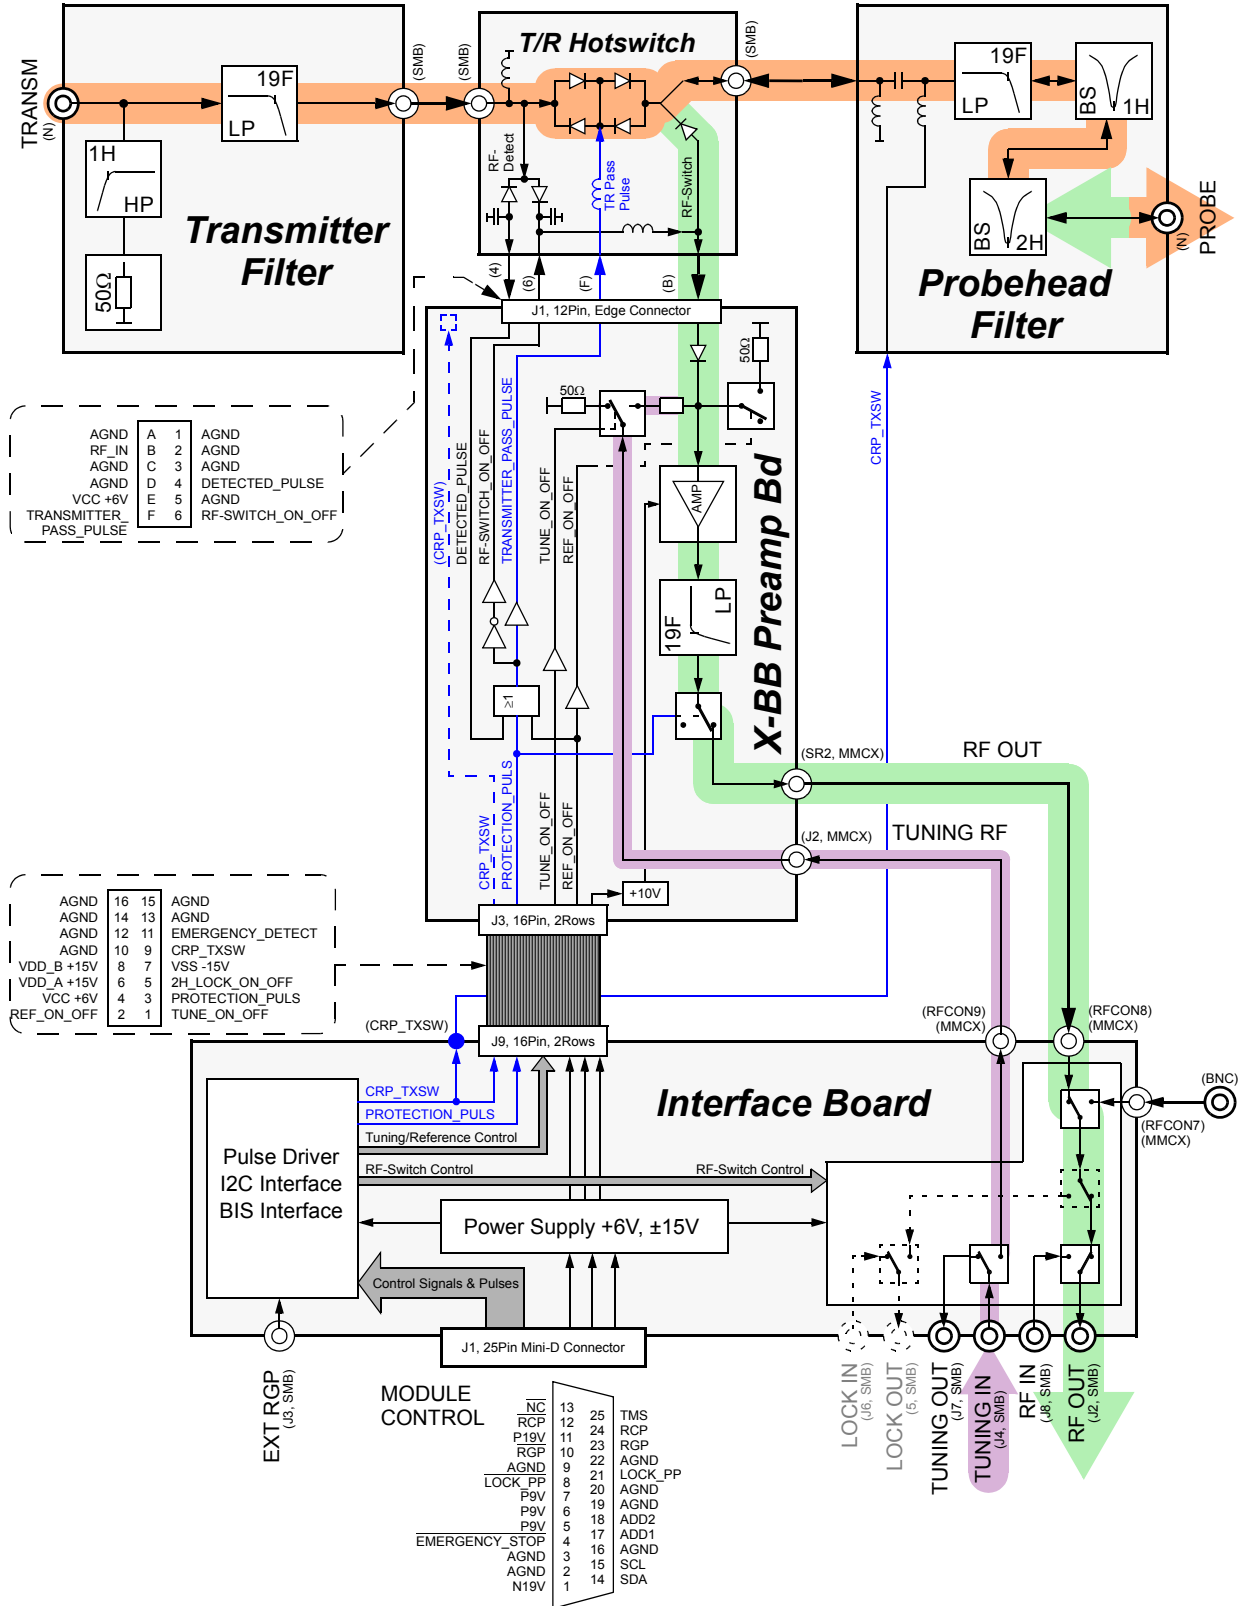 T/R Hotswitch
TRANSM
(N)
19F
LP
(SMB)
(SMB)
(SMB)
19F
LP
BS
1H
1H
HP
50Ω
Transmitter
Filter
RF-
Detect
TR Pass
Pulse
RF-Switch
BS
2H
PROBE
(N)
Probehead
Filter
(4)
(6)
(F)
(B)
J1, 12Pin, Edge Connector
AGND A 1 AGND
RF_IN B 2 AGND
AGND C 3 AGND
AGND D 4 DETECTED_PULSE
VCC +6V E 5 AGND
TRANSMITTER_ F 6 RF-SWITCH_ON_OFF
PASS_PULSE
50Ω
50Ω
(CRP_TXSW)
DETECTED_PULSE
RF-SWITCH_ON_OFF
TRANSMITTER_PASS_PULSE
TUNE_ON_OFF
REF_ON_OFF
AMP
19F
LP
X-BB Preamp Bd
CRP_TXSW
≥1
CRP_TXSW
PROTECTION_PULS
TUNE_ON_OFF
REF_ON_OFF
+10V
(SR2, MMCX)
RF OUT
(J2, MMCX)
TUNING RF
J3, 16Pin, 2Rows
AGND 16 15 AGND
AGND 14 13 AGND
AGND 12 11 EMERGENCY_DETECT
AGND 10 9 CRP_TXSW
VDD_B +15V 8 7 VSS -15V
VDD_A +15V 6 5 2H_LOCK_ON_OFF
VCC +6V 4 3 PROTECTION_PULS
REF_ON_OFF 2 1 TUNE_ON_OFF
(CRP_TXSW)
J9, 16Pin, 2Rows
(RFCON9)
(MMCX)
(RFCON8)
(MMCX)
(BNC)
(RFCON7)
(MMCX)
Interface Board
CRP_TXSW
PROTECTION_PULS
Tuning/Reference Control
RF-Switch Control
RF-Switch Control
Pulse Driver
I2C Interface
BIS Interface
Power Supply +6V, ±15V
Control Signals & Pulses
J1, 25Pin Mini-D Connector
EXT RGP
(J3, SMB)
LOCK IN
(J6, SMB)
LOCK OUT
(5, SMB)
TUNING OUT
(J7, SMB)
TUNING IN
(J4, SMB)
RF IN
(J8, SMB)
RF OUT
(J2, SMB)
MODULE
CONTROL
NC 13
25 TMS
RCP 12
24 RCP
P19V 11
23 RGP
RGP 10
22 AGND
AGND 9
21 LOCK_PP
LOCK_PP 8
20 AGND
P9V 7
19 AGND
P9V 6
18 ADD2
P9V 5
17 ADD1
EMERGENCY_STOP 4
16 AGND
AGND 3
15 SCL
AGND 2
14 SDA
N19V 1